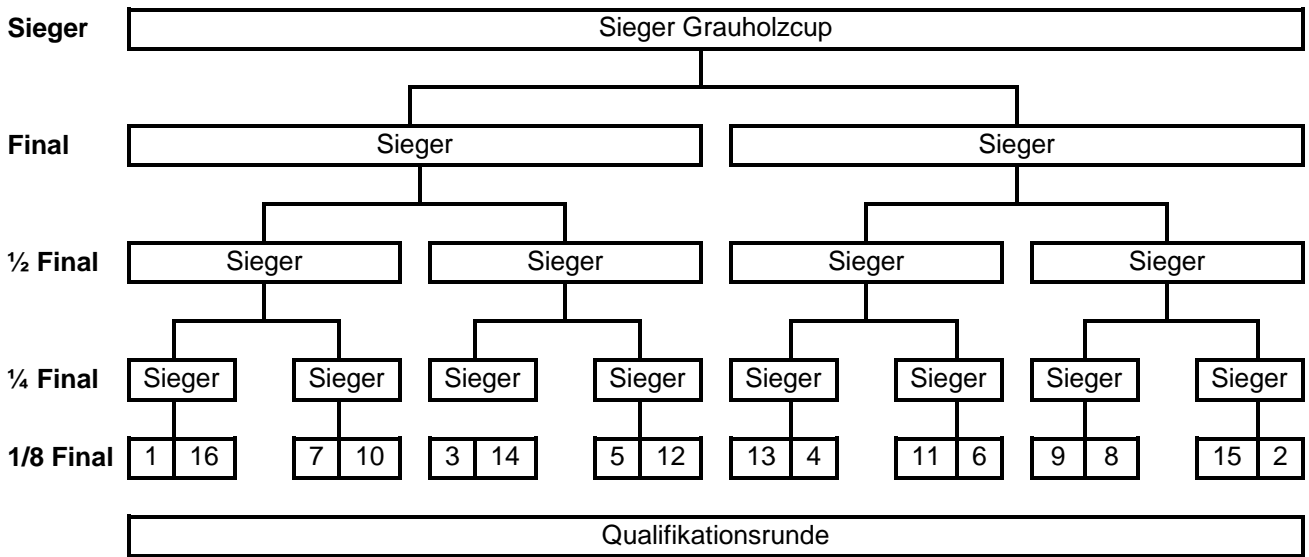 Sieger Sieger Grauholzcup
Final Sieger Sieger
½ Final Sieger Sieger Sieger Sieger
¼ Final Sieger Sieger Sieger Sieger Sieger Sieger Sieger Sieger
1/8 Final 1 16 7 10 3 14 5 12 13 4 11 6 9 8 15 2
Qualifikationsrunde